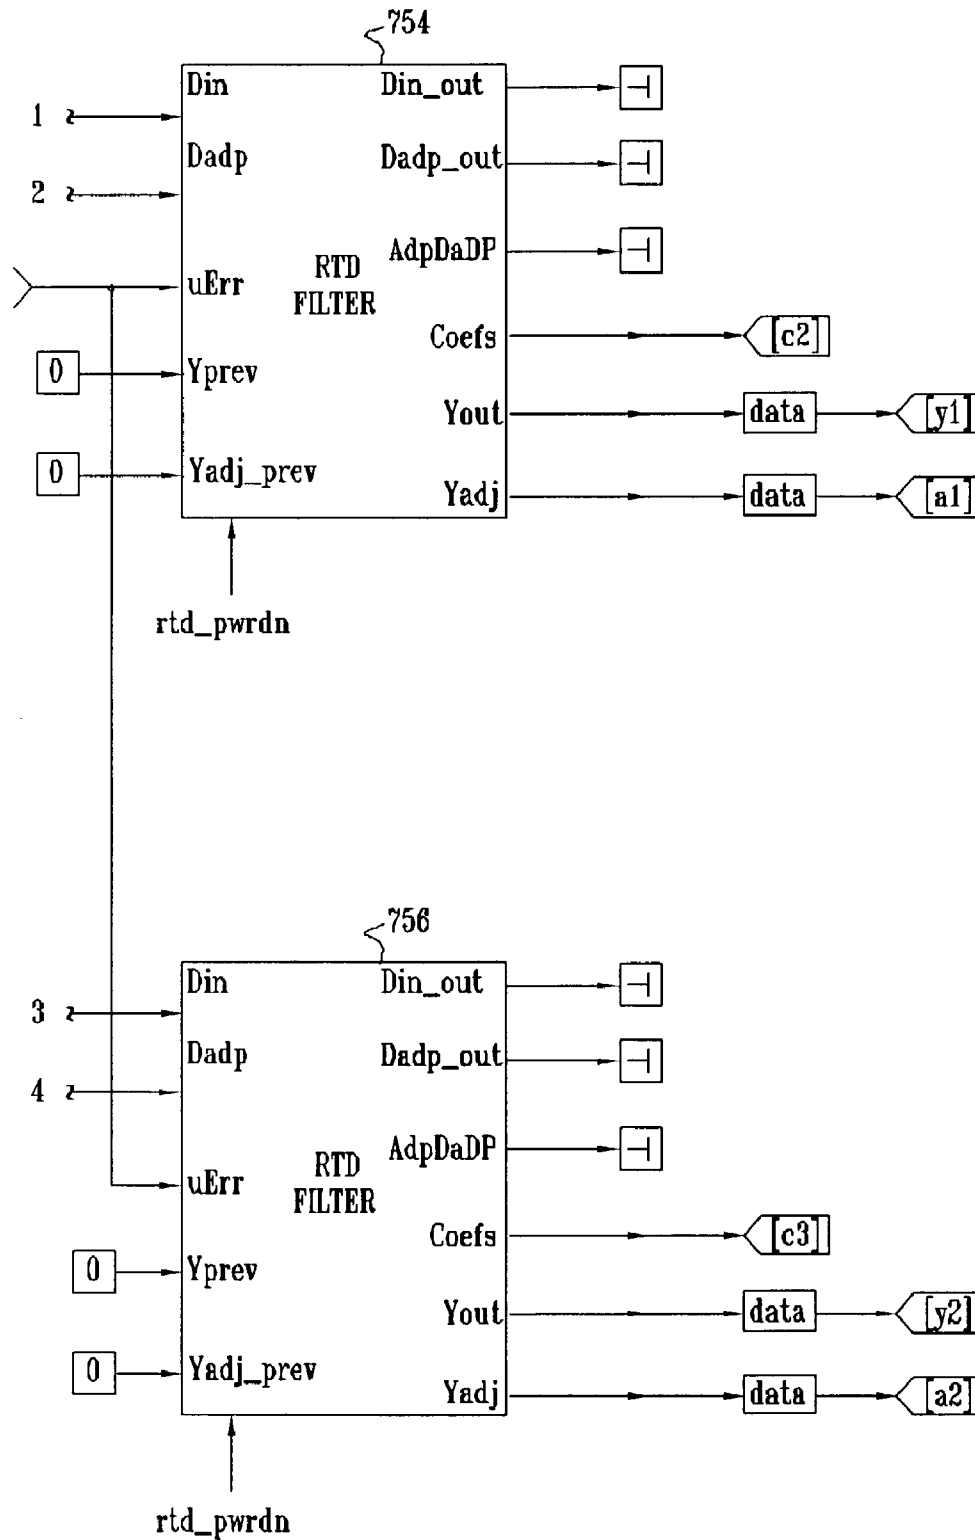 754
Din Din_out
1
Dadp Dadp_out
2
AdpDaDP
RTD
FILTER
uErr
Coefs [c2]
0 Yprev
Yout data [y1]
0 Yadj_prev
Yadj data [a1]
rtd_pwrdn
756
Din Din_out
3
Dadp Dadp_out
4
AdpDaDP
RTD
FILTER
uErr
Coefs [c3]
0 Yprev
Yout data [y2]
0 Yadj_prev
Yadj data [a2]
rtd_pwrdn